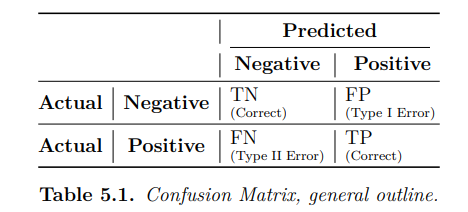 Predicted
Negative Positive
Actual Negative TN FP
(Correct) (Type I Error)
Actual Positive FN TP
(Type II Error) (Correct)
Table 5.1. Confusion Matrix, general outline.